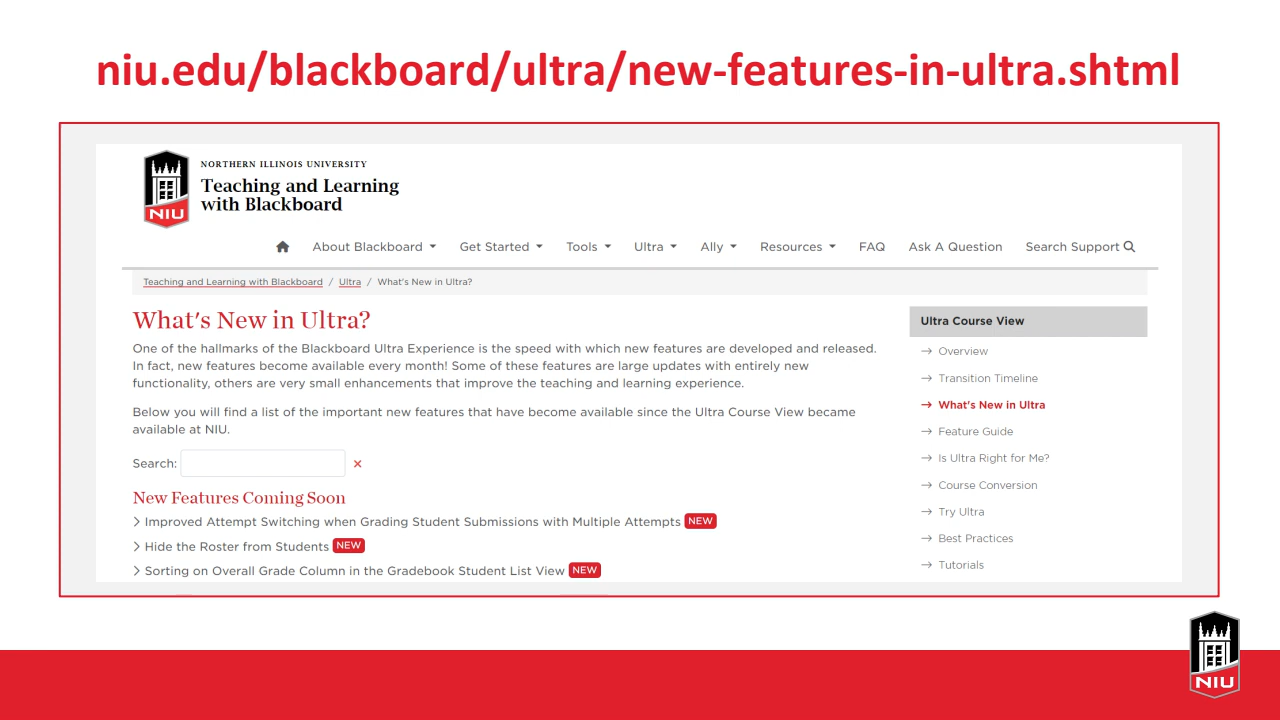 niu.edu/blackboard/ultra/new-features-in-ultra.shtml
NORTHERN ILLINOIS UNIVERSITY
Teaching and Learning
with Blackboard
NIU
About Blackboard
Get Started
Tools
Ultra
Ally
Resources
FAQ
Ask A Question
Search Support
Teaching and Learning with Blackboard / Ultra / What's New in Ultra?
What's New in Ultra?
One of the hallmarks of the Blackboard Ultra Experience is the speed with which new features are developed and released.
In fact, new features become available every month! Some of these features are large updates with entirely new
functionality, others are very small enhancements that improve the teaching and learning experience.
Below you will find a list of the important new features that have become available since the Ultra Course View became
available at NIU.
Search:
New Features Coming Soon
Improved Attempt Switching when Grading Student Submissions with Multiple Attempts NEW
Hide the Roster from Students NEW
Sorting on Overall Grade Column in the Gradebook Student List View NEW
Ultra Course View
Overview
Transition Timeline
What's New in Ultra
Feature Guide
Is Ultra Right for Me?
Course Conversion
Try Ultra
Best Practices
Tutorials
NIU